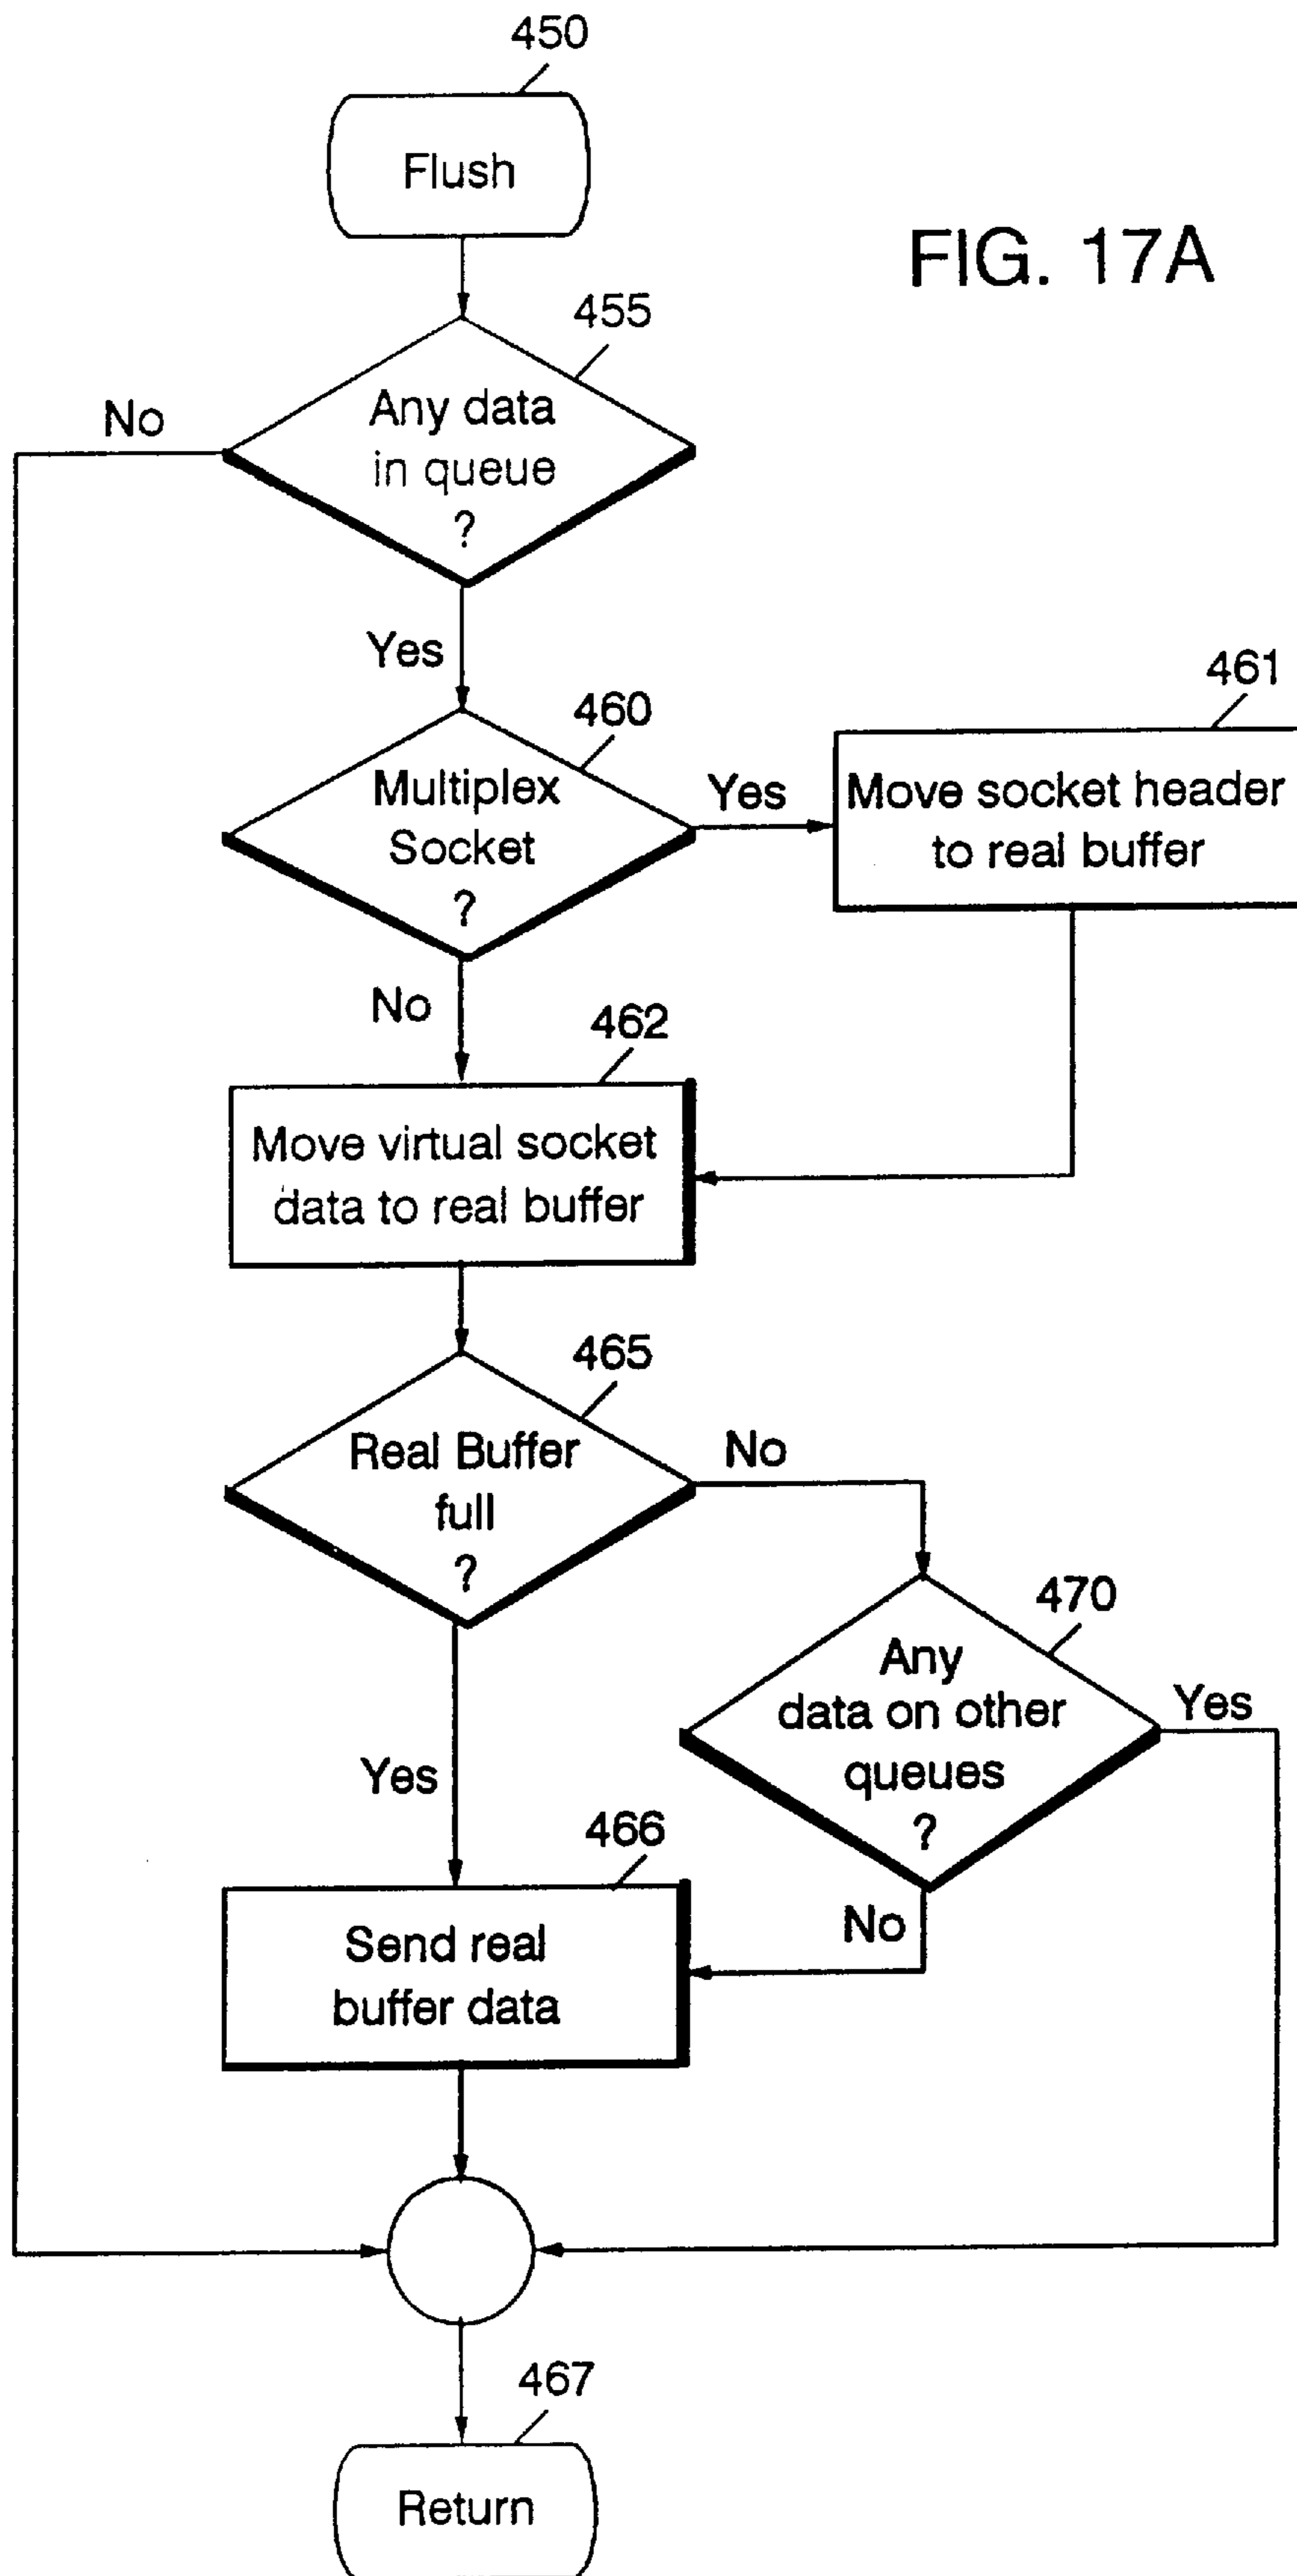 450
Flush
FIG. 17A
455
Any data
in queue
?
No
Yes
460
Multiplex
Socket
?
Yes
461
Move socket header
to real buffer
No
462
Move virtual socket
data to real buffer
465
Real Buffer
full
?
No
470
Any
data on other
queues
?
Yes
Yes
466
No
Send real
buffer data
467
Return